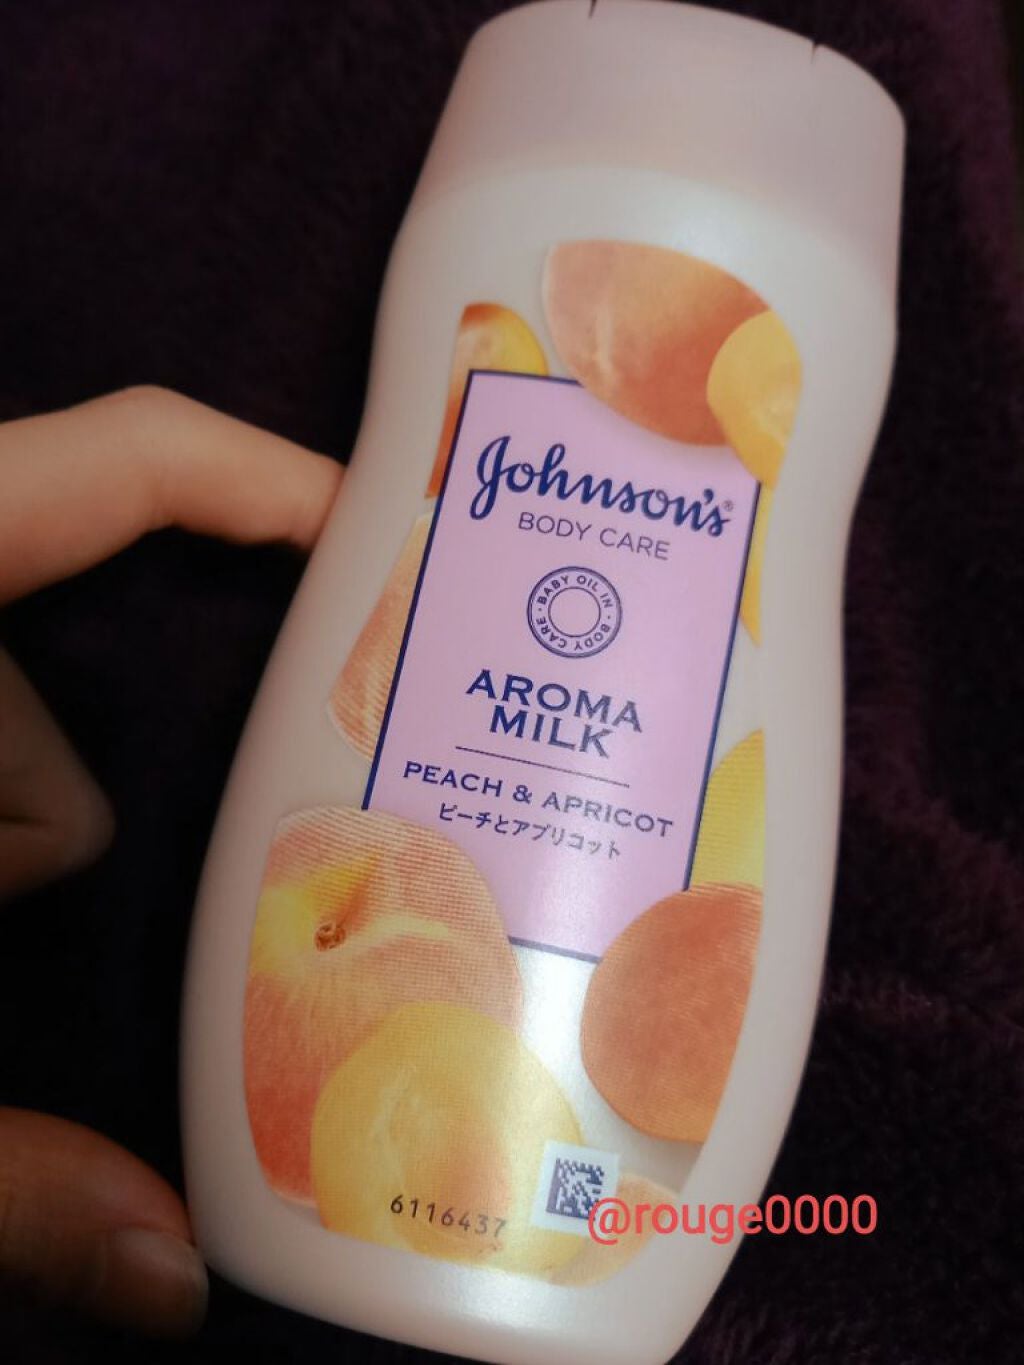 Johnson's®
BODY CARE
BABY OIL IN · BODY CARE ·
AROMA
MILK
PEACH & APRICOT
ピーチとアプリコット
6116437
@rouge0000